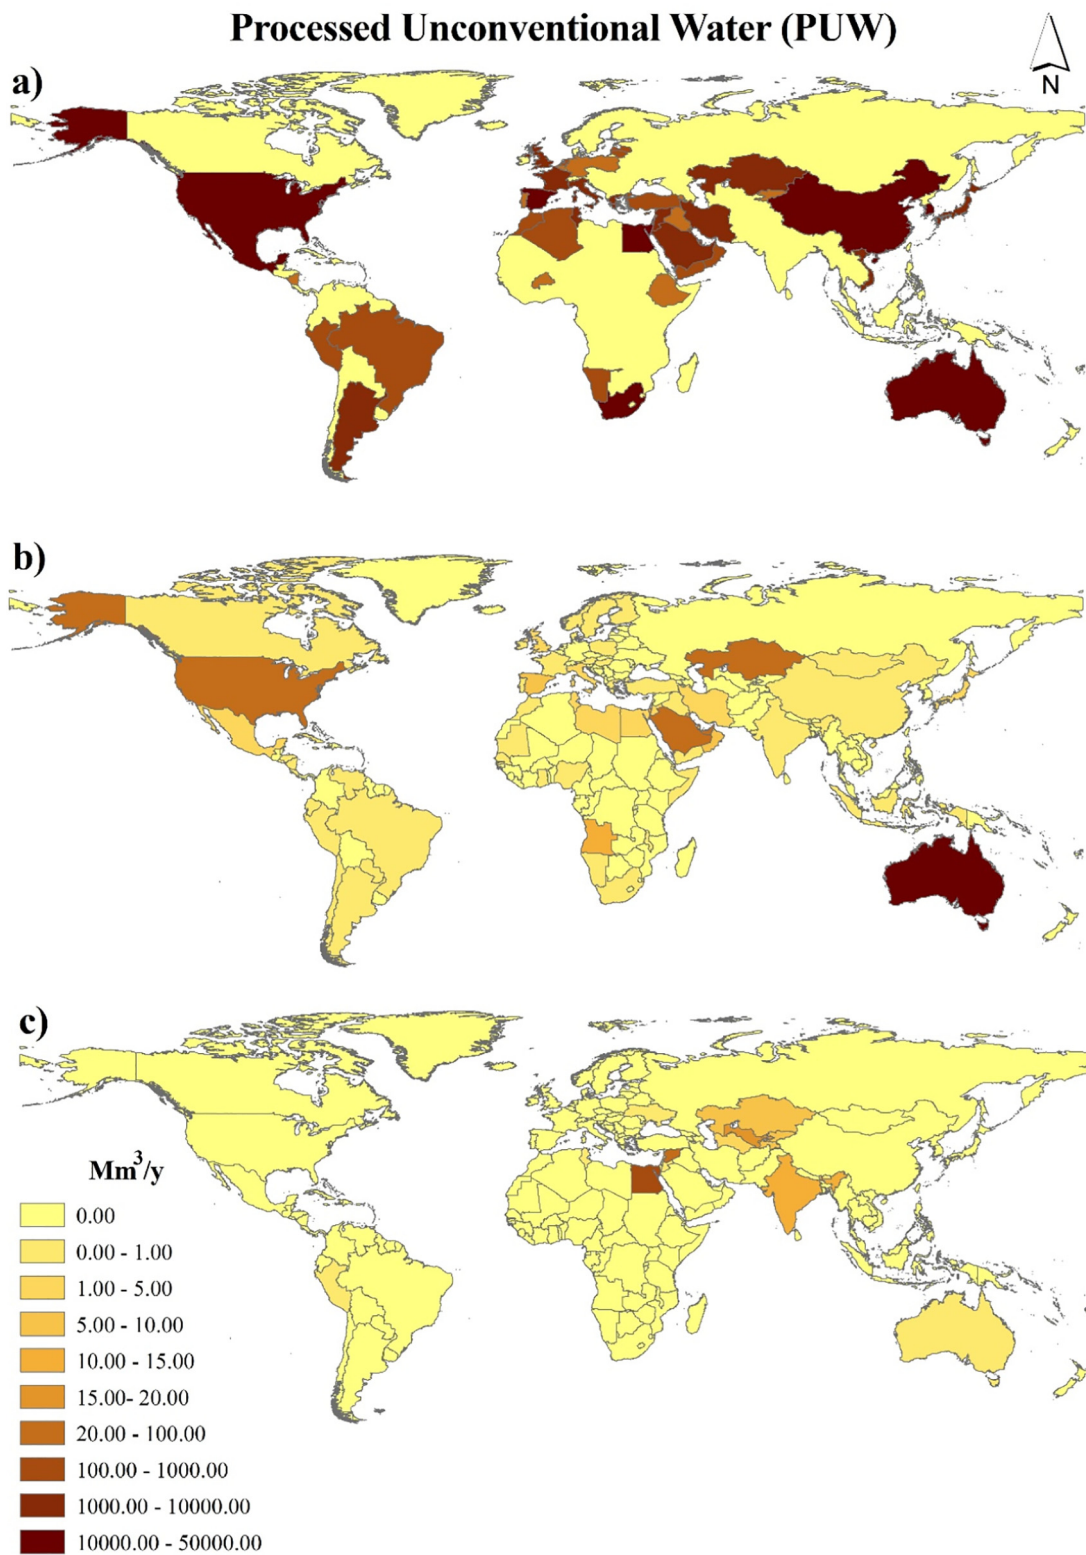 Processed Unconventional Water (PUW)
a)
N
b)
c)
Mm³/y
0.00
0.00 - 1.00
1.00 - 5.00
5.00 - 10.00
10.00 - 15.00
15.00- 20.00
20.00 - 100.00
100.00 - 1000.00
1000.00 - 10000.00
10000.00 - 50000.00